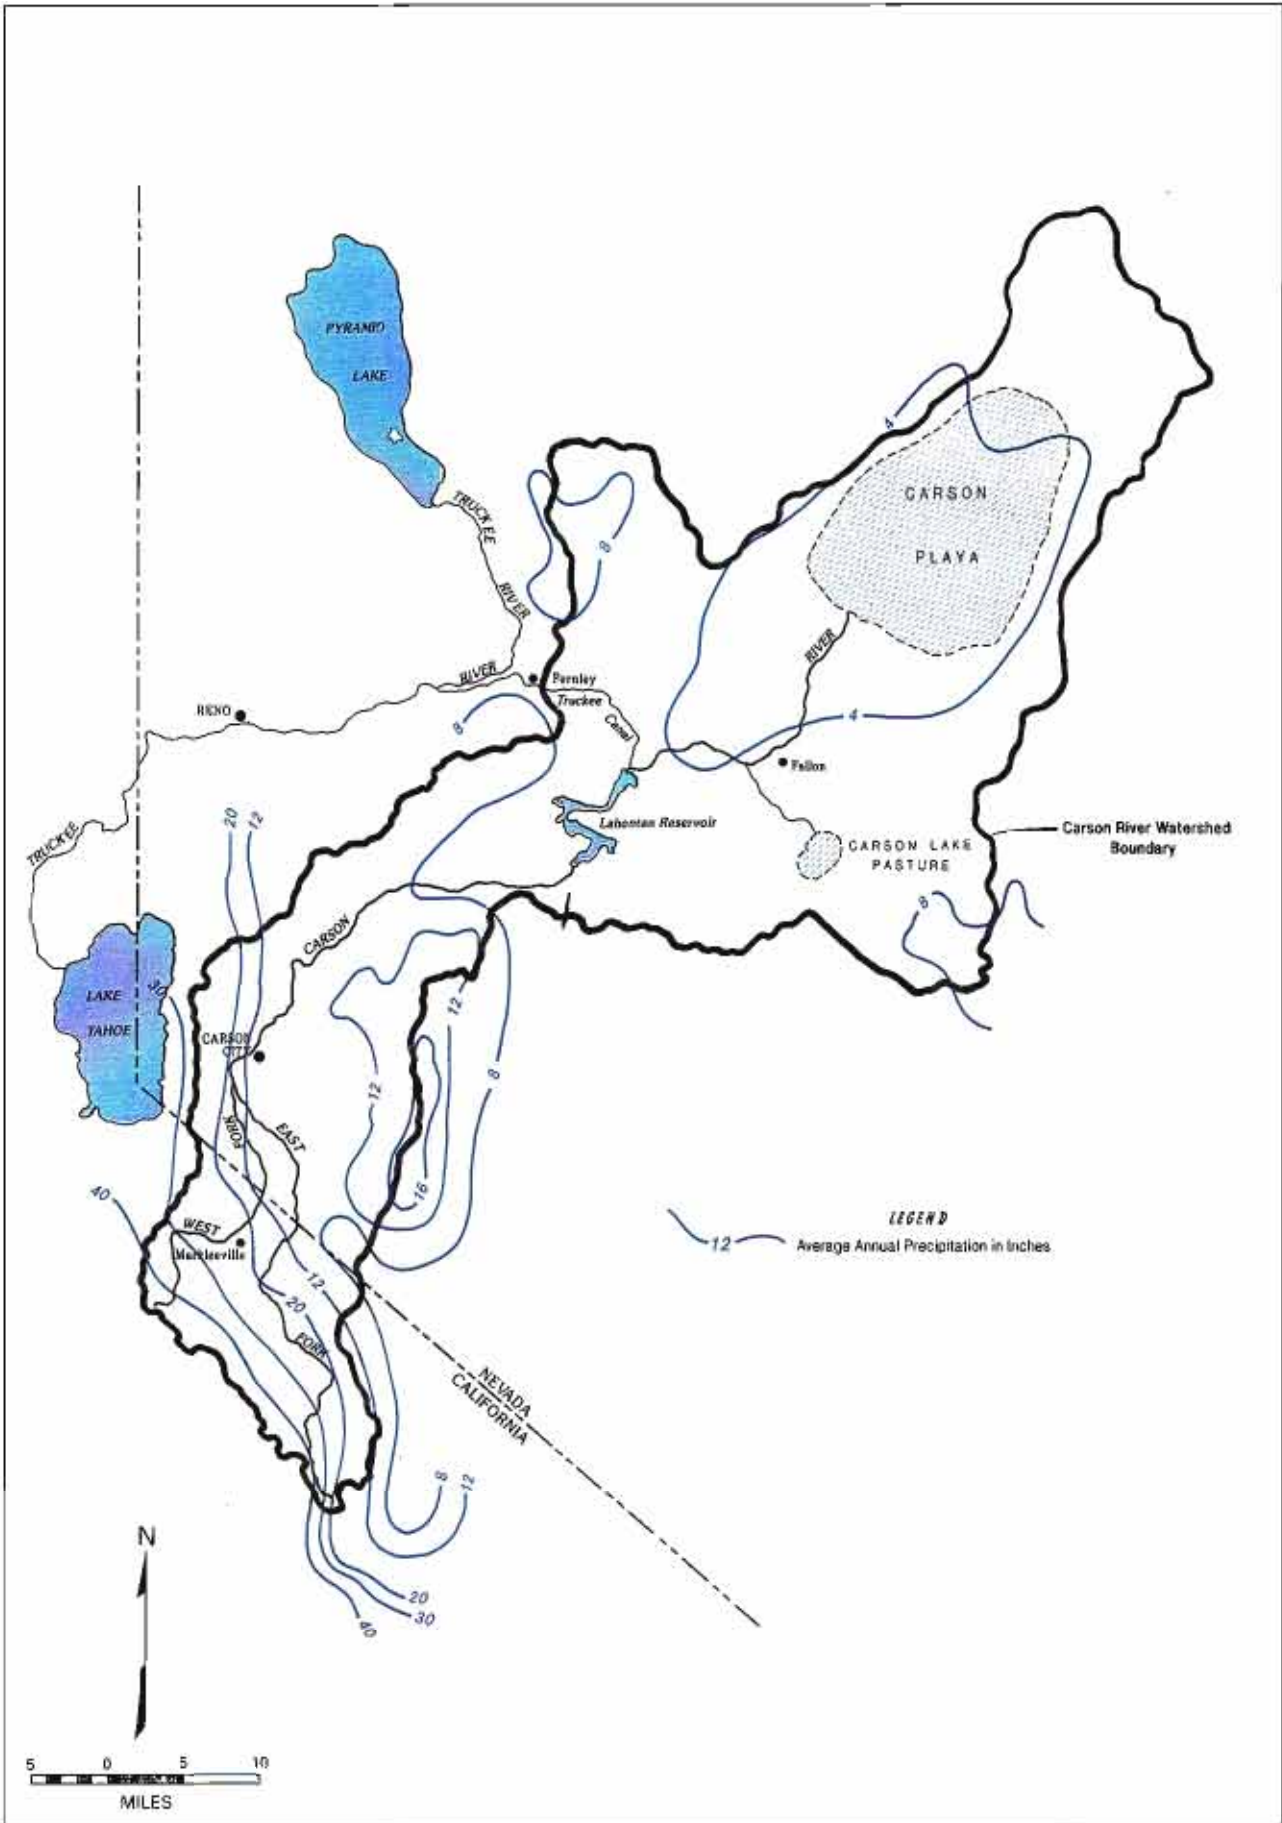 PYRAMID
LAKE
TRUCKEE
RIVER
4
CARSON
PLAYA
8
RIVER
RIVER
Fernley
Truckee
Canal
RENO
8
4
Fallon
TRUCKEE
20
12
Lahontan Reservoir
CARSON LAKE
PASTURE
Carson River Watershed
Boundary
8
CARSON
LAKE
TAHOE
30
12
CARSON
CITY
12
8
FORK
EAST
16
40
WEST
Markleeville
LEGEND
12
Average Annual Precipitation in Inches
12
20
FORK
NEVADA
CALIFORNIA
8
12
N
20
30
40
5 0 5 10
MILES